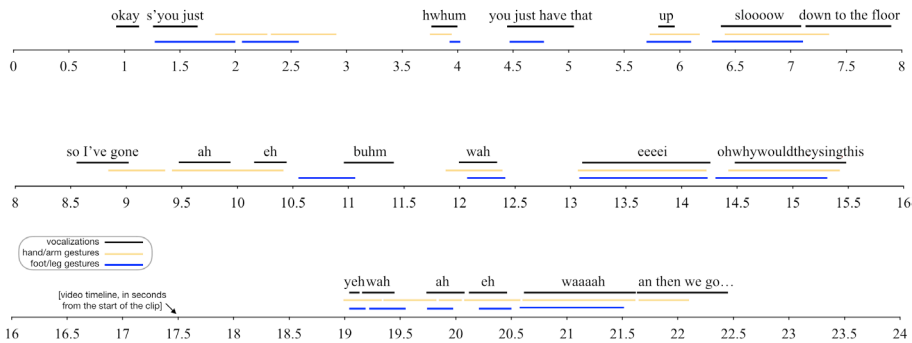 okay s'you just hwhum you just have that up sloooow down to the floor
0 0.5 1 1.5 2 2.5 3 3.5 4 4.5 5 5.5 6 6.5 7 7.5 8
so I've gone ah eh buhm wah eeeei ohwhywouldtheysingthis
8 8.5 9 9.5 10 10.5 11 11.5 12 12.5 13 13.5 14 14.5 15 15.5 16
vocalizations
hand/arm gestures
foot/leg gestures
yeh wah ah eh waaaah an then we go…
[video timeline, in seconds
from the start of the clip]
16 16.5 17 17.5 18 18.5 19 19.5 20 20.5 21 21.5 22 22.5 23 23.5 24